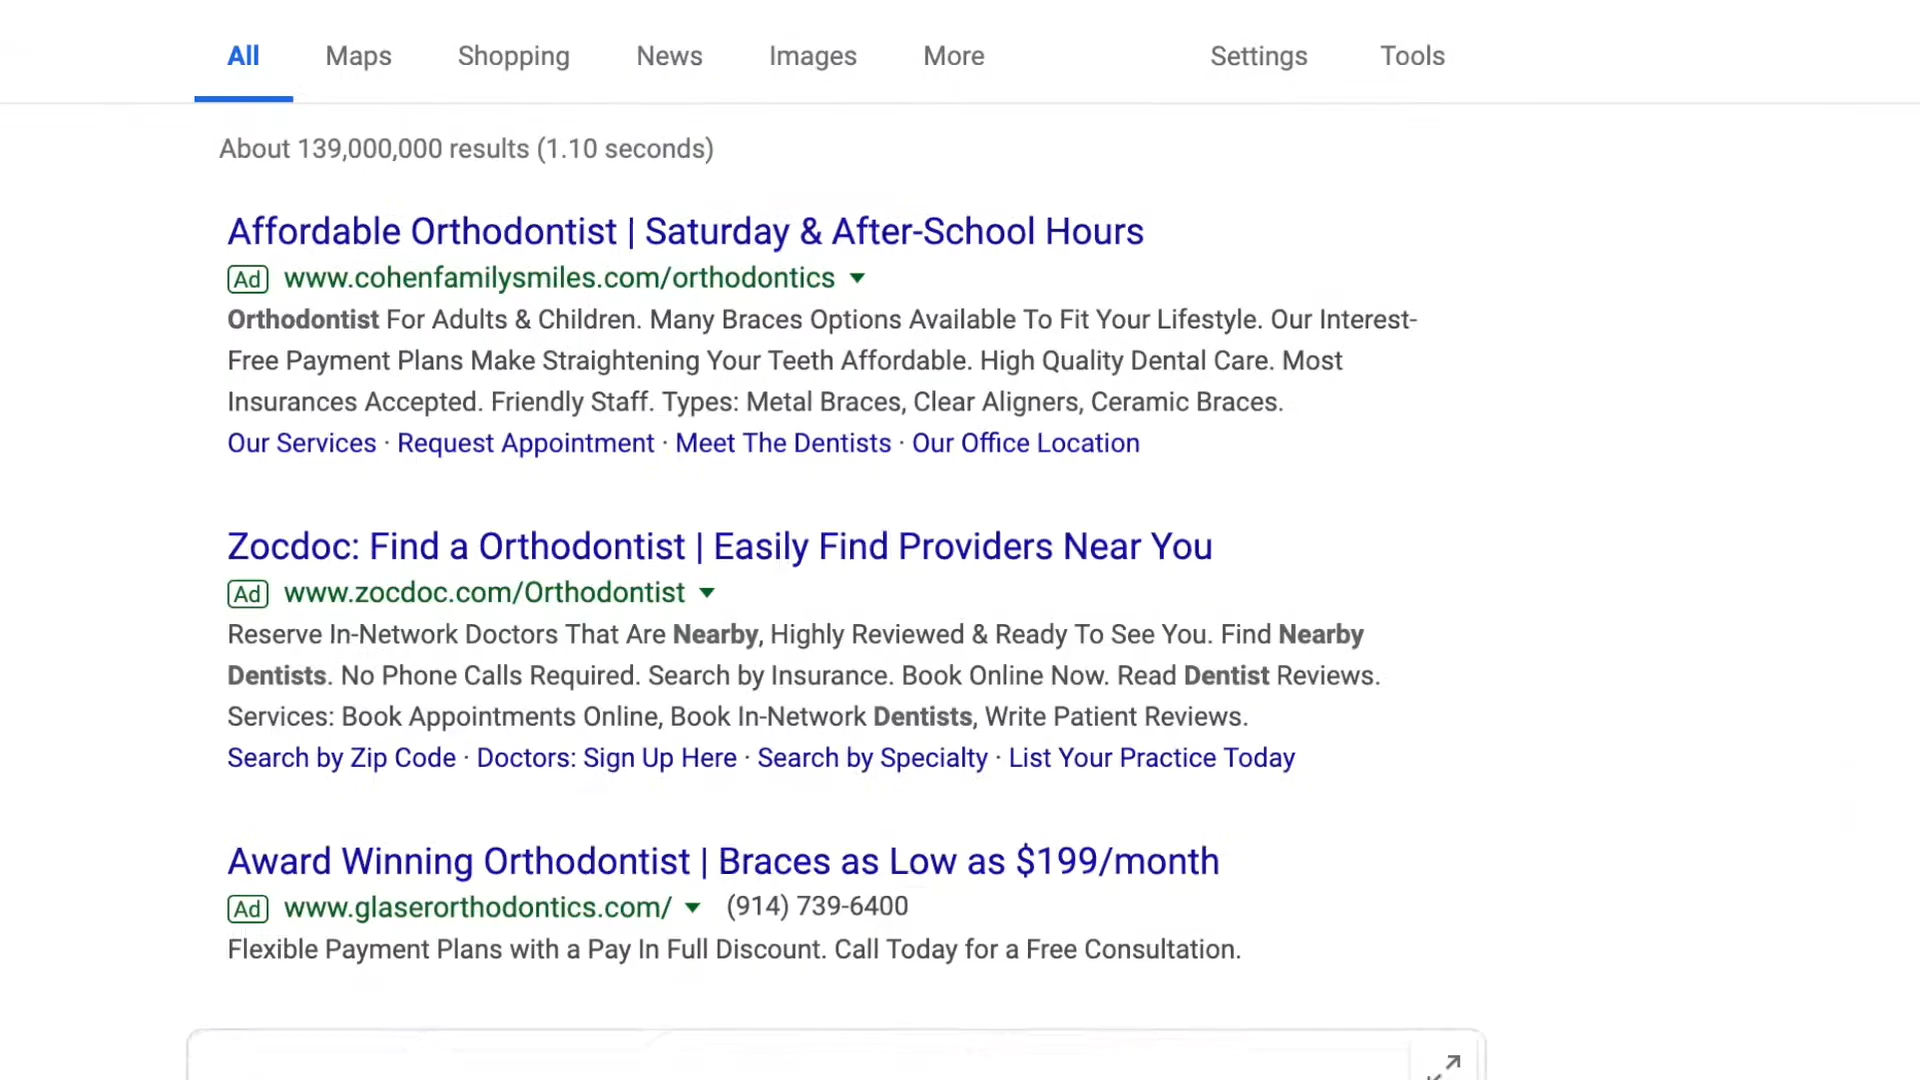 All Maps Shopping News Images More Settings Tools
About 139,000,000 results (1.10 seconds)
Affordable Orthodontist | Saturday & After-School Hours
Ad www.cohenfamilysmiles.com/orthodontics
Orthodontist For Adults & Children. Many Braces Options Available To Fit Your Lifestyle. Our Interest-
Free Payment Plans Make Straightening Your Teeth Affordable. High Quality Dental Care. Most
Insurances Accepted. Friendly Staff. Types: Metal Braces, Clear Aligners, Ceramic Braces.
Our Services · Request Appointment · Meet The Dentists · Our Office Location
Zocdoc: Find a Orthodontist | Easily Find Providers Near You
Ad www.zocdoc.com/Orthodontist
Reserve In-Network Doctors That Are Nearby, Highly Reviewed & Ready To See You. Find Nearby
Dentists. No Phone Calls Required. Search by Insurance. Book Online Now. Read Dentist Reviews.
Services: Book Appointments Online, Book In-Network Dentists, Write Patient Reviews.
Search by Zip Code · Doctors: Sign Up Here · Search by Specialty · List Your Practice Today
Award Winning Orthodontist | Braces as Low as $199/month
Ad www.glaserorthodontics.com/ (914) 739-6400
Flexible Payment Plans with a Pay In Full Discount. Call Today for a Free Consultation.